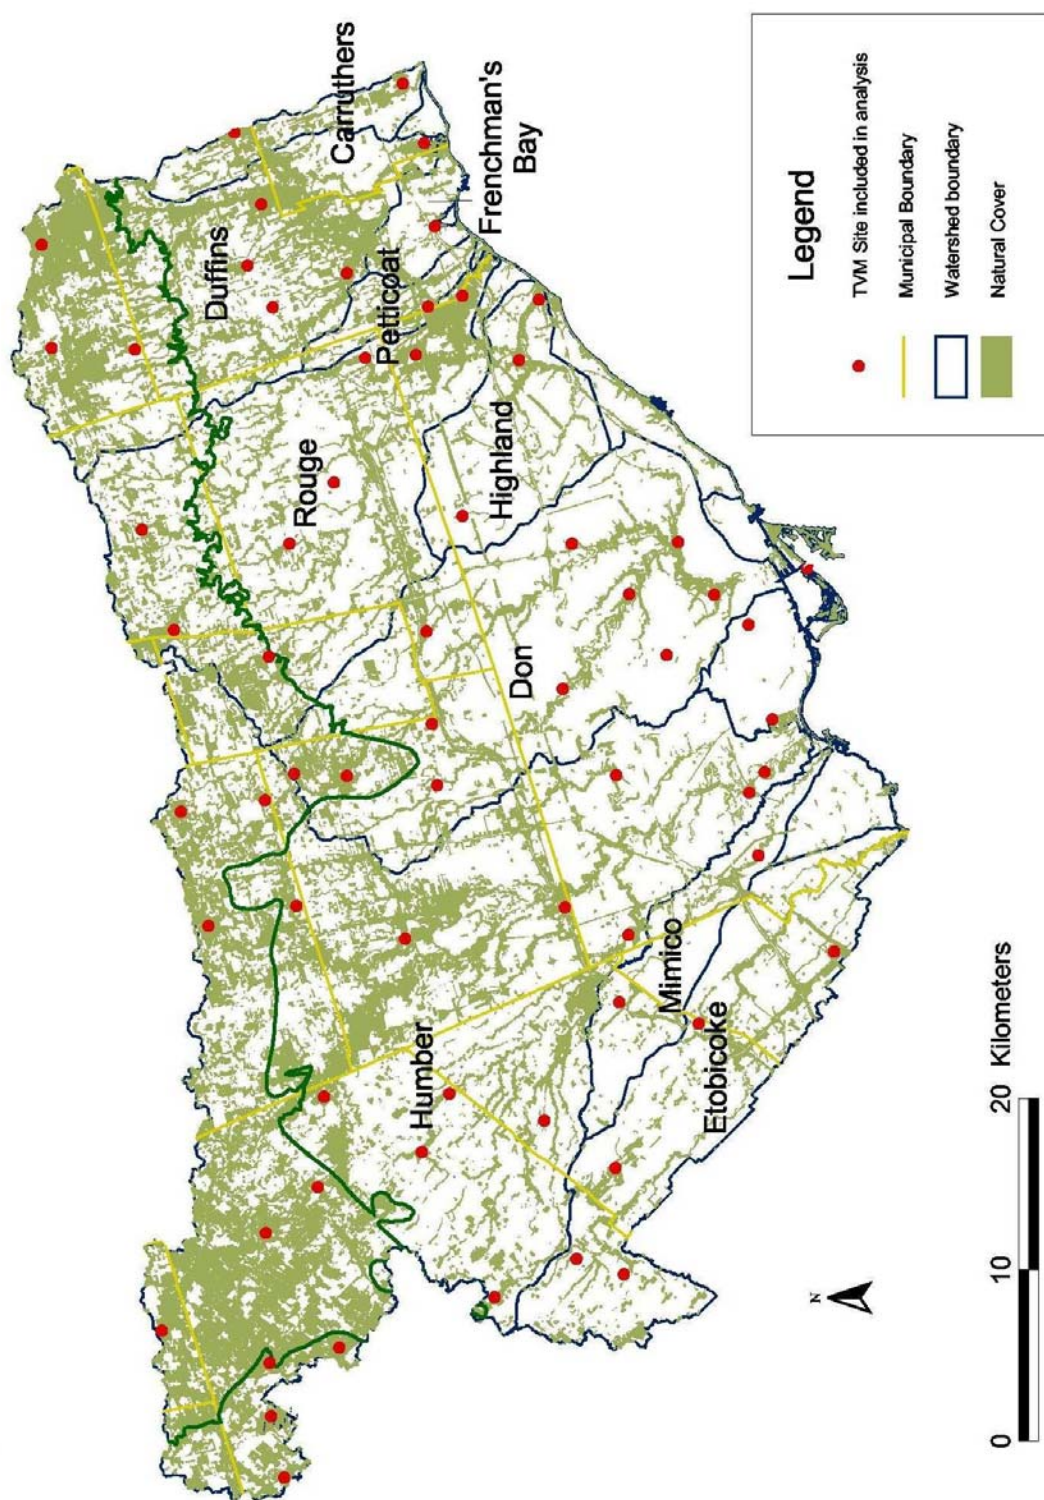 Carruthers
Frenchman's
Bay
Duffins
Petticoat
Rouge
Highland
Don
Humber
Mimico
Etobicoke
Legend
TVM Site included in analysis
Municipal Boundary
Watershed boundary
Natural Cover
N
0
10
20
Kilometers